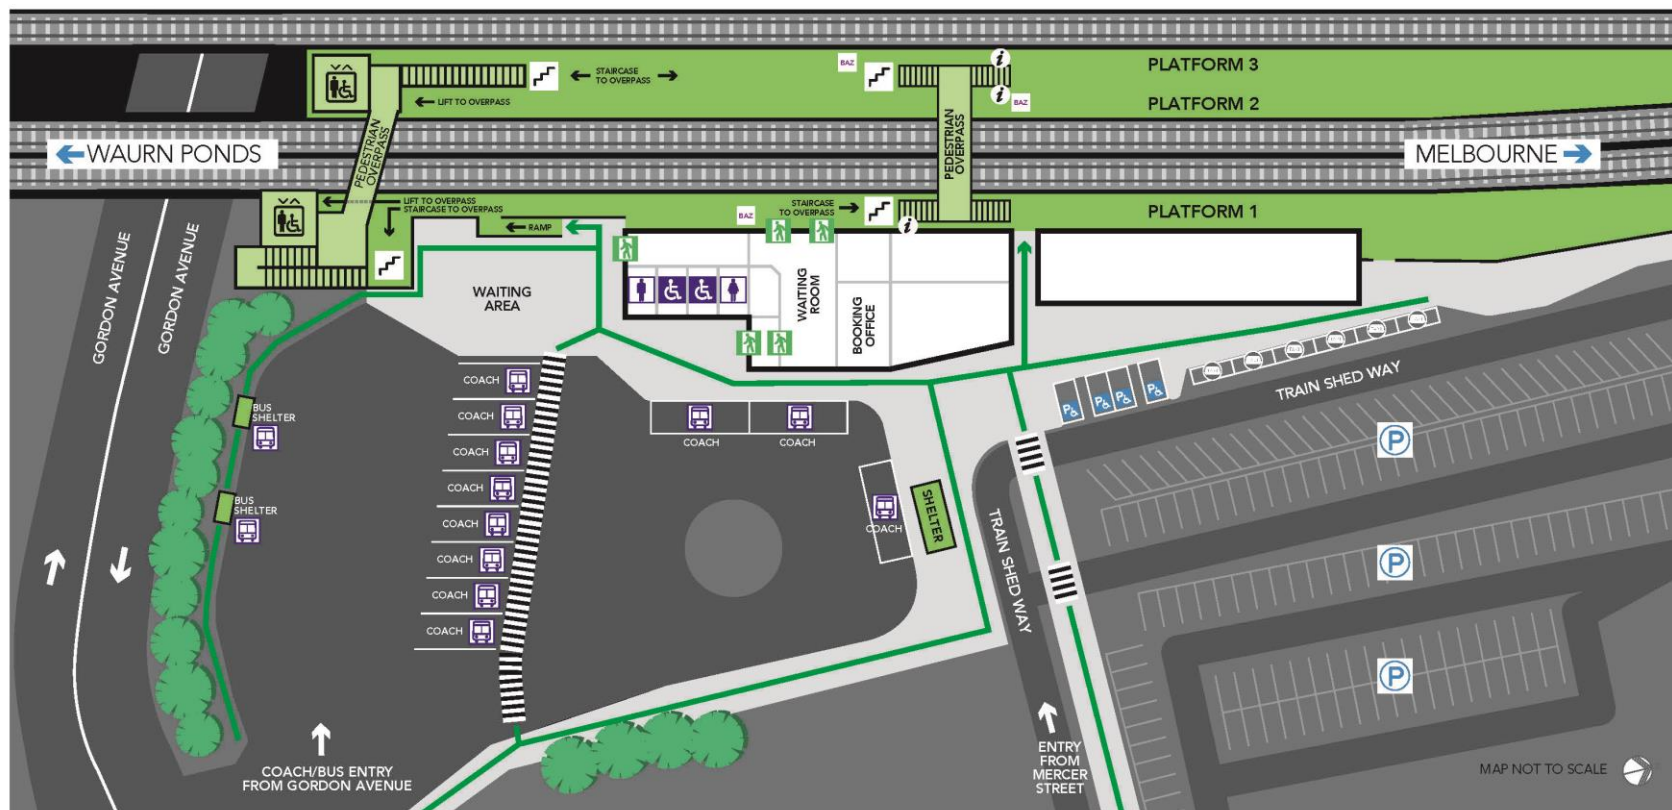 PLATFORM 3
BAZ
STAIRCASE
TO OVERPASS
i
LIFT TO OVERPASS
PLATFORM 2
i
BAZ
PEDESTRIAN
OVERPASS
PEDESTRIAN
OVERPASS
WAURN PONDS
MELBOURNE
LIFT TO OVERPASS
STAIRCASE TO OVERPASS
BAZ
STAIRCASE
TO OVERPASS
PLATFORM 1
i
RAMP
GORDON AVENUE
GORDON AVENUE
WAITING
AREA
WAITING
ROOM
BOOKING
OFFICE
TRAIN SHED WAY
COACH
COACH
COACH
COACH
COACH
COACH
COACH
COACH
COACH
COACH
COACH
BUS
SHELTER
BUS
SHELTER
SHELTER
P
P
P
P
P
P
P
TRAIN SHED WAY
COACH/BUS ENTRY
FROM GORDON AVENUE
ENTRY
FROM
MERCER
STREET
MAP NOT TO SCALE